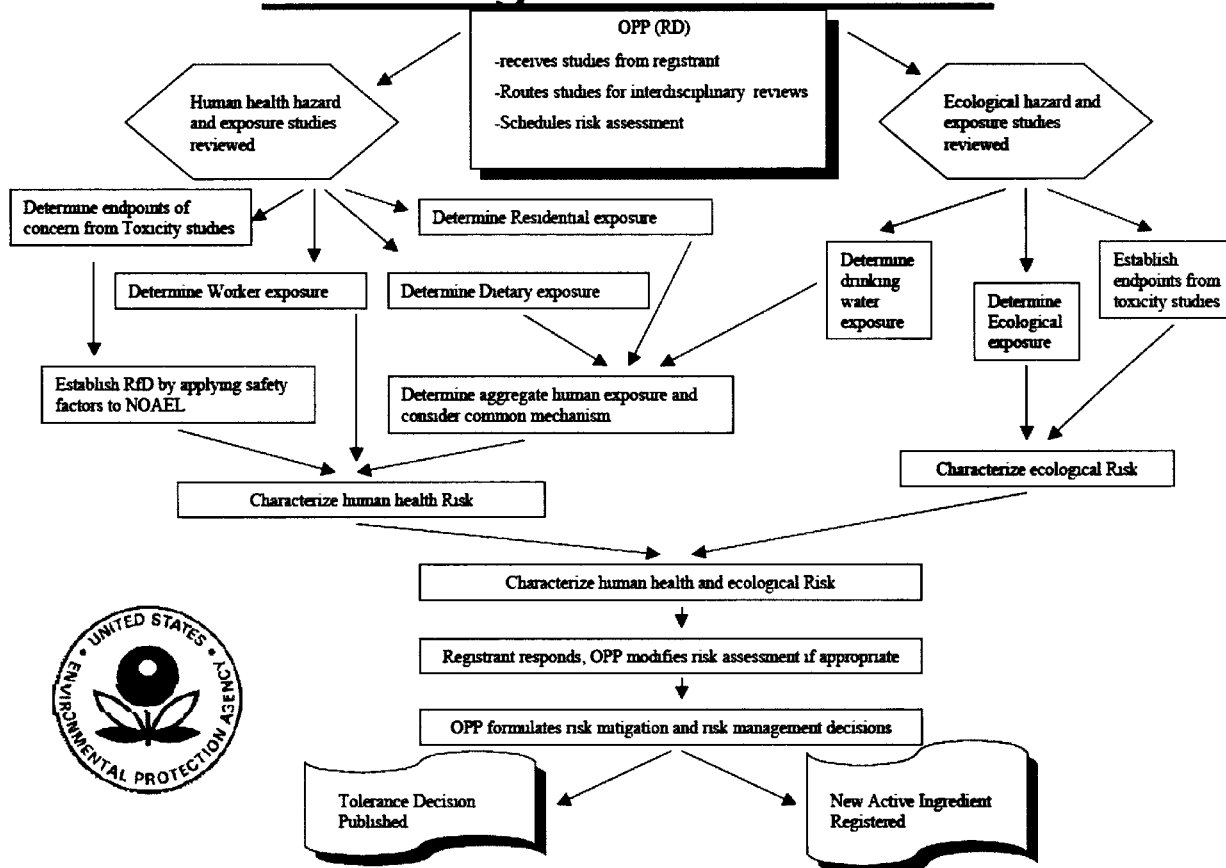 OPP (RD)
-receives studies from registrant
-Routes studies for interdisciplinary reviews
-Schedules risk assessment
Human health hazard
and exposure studies
reviewed
Ecological hazard and
exposure studies
reviewed
Determine endpoints of
concern from Toxicity studies
Determine Residential exposure
Determine Worker exposure
Determine Dietary exposure
Determine
drinking
water
exposure
Determine
Ecological
exposure
Establish
endpoints from
toxicity studies
Establish RfD by applying safety
factors to NOAEL
Determine aggregate human exposure and
consider common mechanism
Characterize human health Risk
Characterize ecological Risk
Characterize human health and ecological Risk
Registrant responds, OPP modifies risk assessment if appropriate
OPP formulates risk mitigation and risk management decisions
Tolerance Decision
Published
New Active Ingredient
Registered
UNITED STATES
ENVIRONMENTAL PROTECTION AGENCY